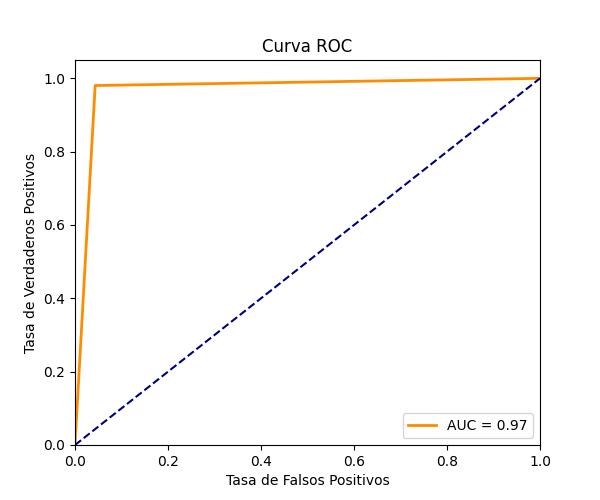 Curva ROC
1.0
0.8
0.6
0.4
0.2
0.0
Tasa de Verdaderos Positivos
AUC = 0.97
0.0 0.2 0.4 0.6 0.8 1.0
Tasa de Falsos Positivos